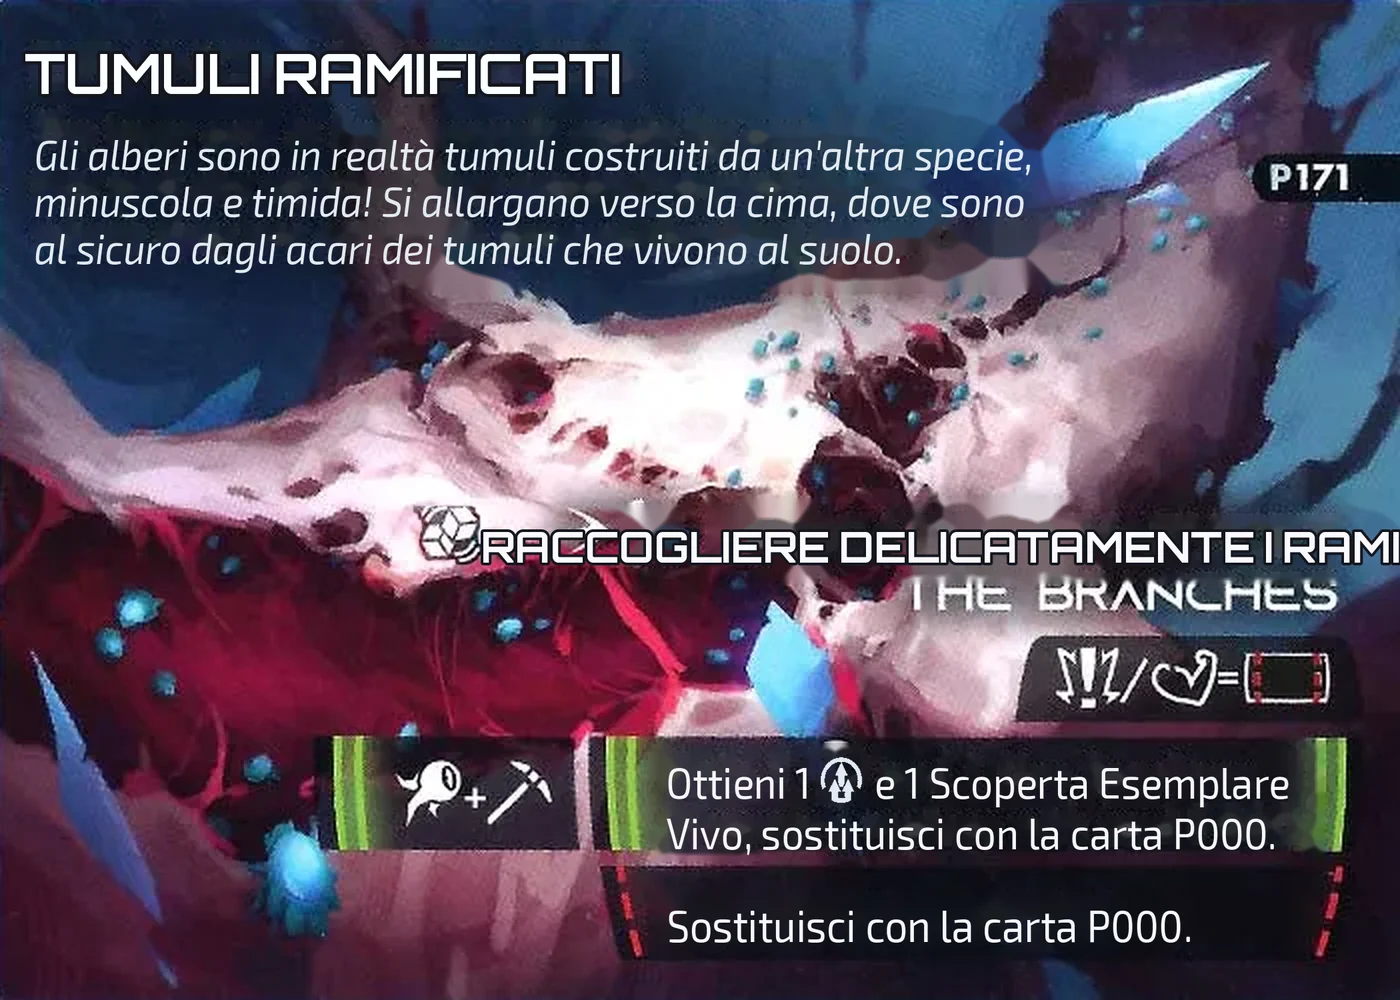 TUMULI RAMIFICATI
Gli alberi sono in realtà tumuli costruiti da un'altra specie,
minuscola e timida! Si allargano verso la cima, dove sono
al sicuro dagli acari dei tumuli che vivono al suolo.
P171
RACCOGLIERE DELICATAMENTE I RAMI
THE BRANCHES
/ =
+
Ottieni 1 e 1 Scoperta Esemplare
Vivo, sostituisci con la carta P000.
Sostituisci con la carta P000.